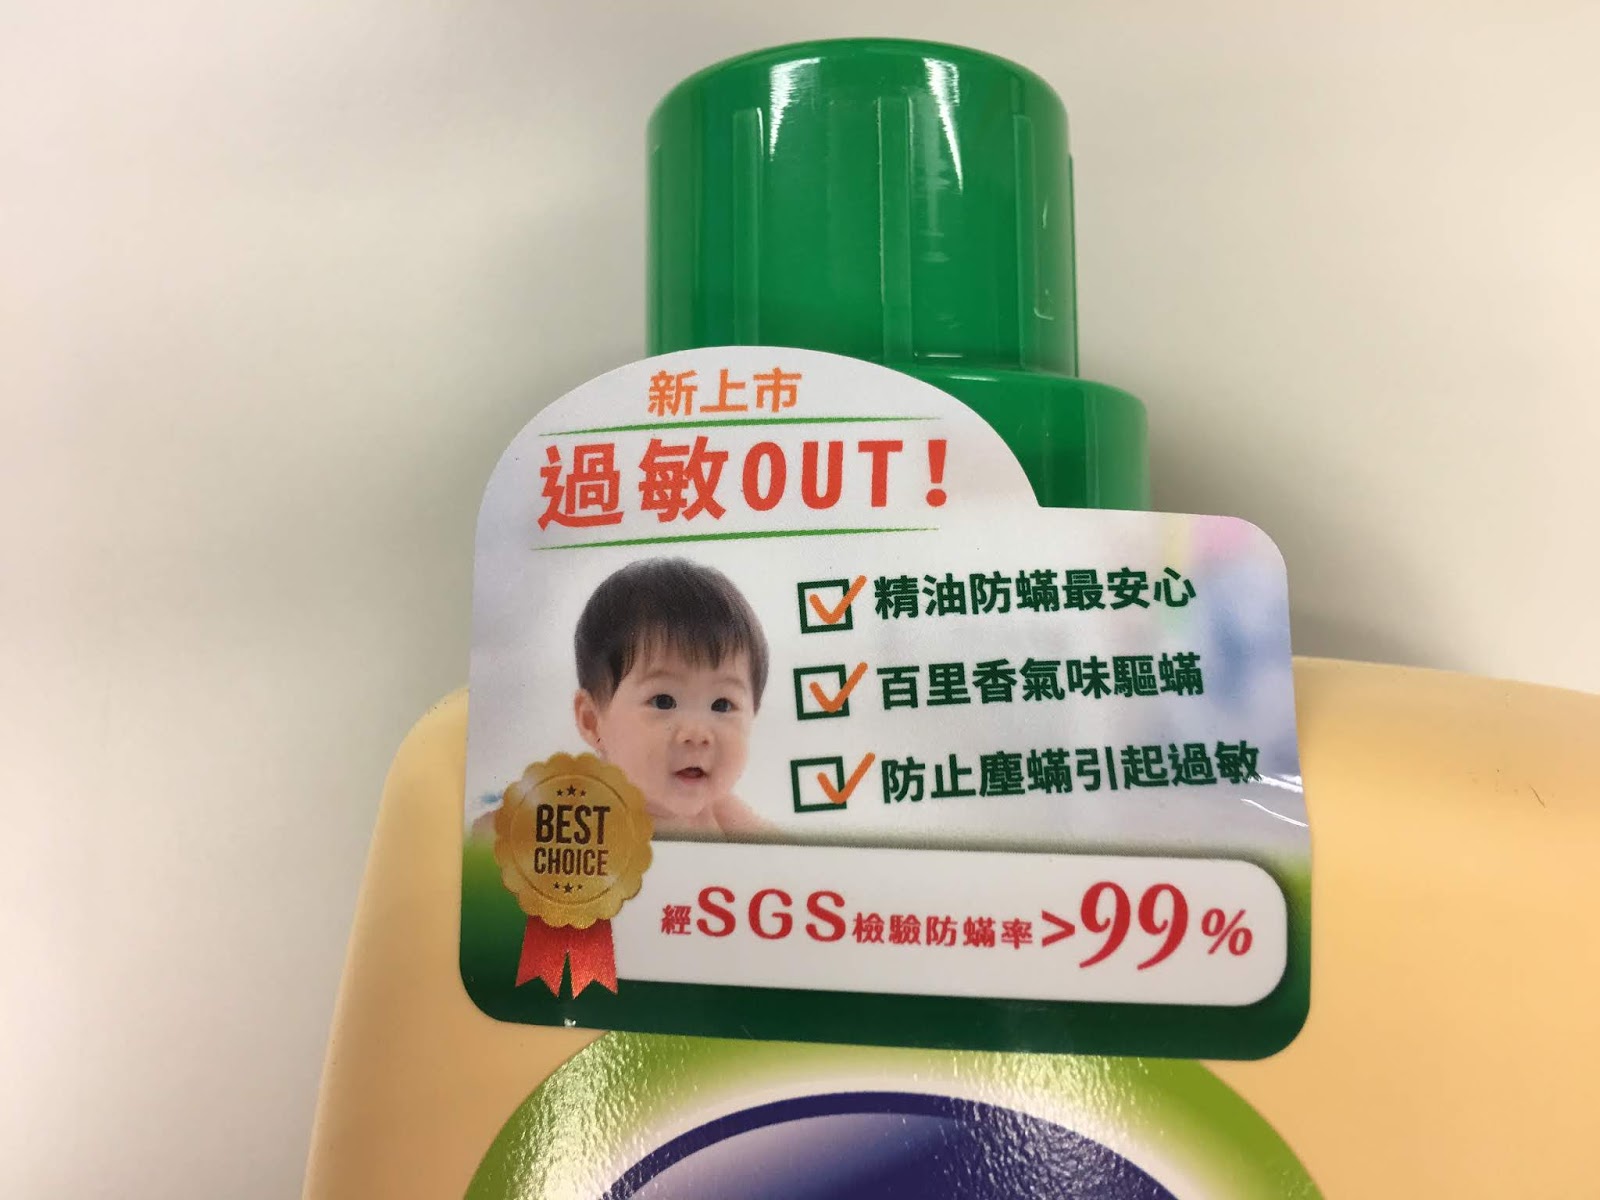 新上市
過敏OUT!
精油防蟎最安心
百里香氣味驅蟎
防止塵蟎引起過敏
BEST
CHOICE
經SGS檢驗防蟎率>99%